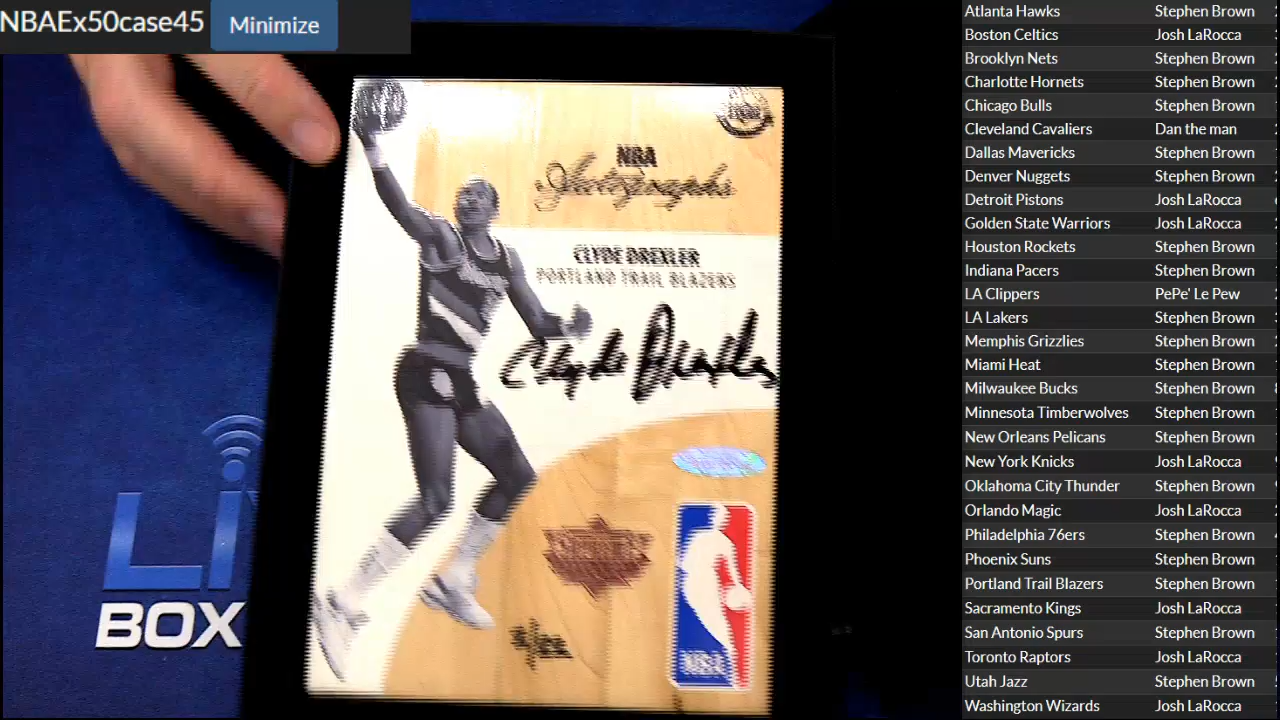 NBAEx50case45
Minimize
NBA
Autographs
CLYDE DREXLER
PORTLAND TRAIL BLAZERS
Clyde Drexler
NBA
LI
BOX
Atlanta Hawks Stephen Brown
Boston Celtics Josh LaRocca
Brooklyn Nets Stephen Brown
Charlotte Hornets Stephen Brown
Chicago Bulls Stephen Brown
Cleveland Cavaliers Dan the man
Dallas Mavericks Stephen Brown
Denver Nuggets Stephen Brown
Detroit Pistons Josh LaRocca
Golden State Warriors Josh LaRocca
Houston Rockets Stephen Brown
Indiana Pacers Stephen Brown
LA Clippers PePe' Le Pew
LA Lakers Stephen Brown
Memphis Grizzlies Stephen Brown
Miami Heat Stephen Brown
Milwaukee Bucks Stephen Brown
Minnesota Timberwolves Stephen Brown
New Orleans Pelicans Stephen Brown
New York Knicks Josh LaRocca
Oklahoma City Thunder Stephen Brown
Orlando Magic Josh LaRocca
Philadelphia 76ers Stephen Brown
Phoenix Suns Stephen Brown
Portland Trail Blazers Stephen Brown
Sacramento Kings Josh LaRocca
San Antonio Spurs Stephen Brown
Toronto Raptors Josh LaRocca
Utah Jazz Stephen Brown
Washington Wizards Josh LaRocca